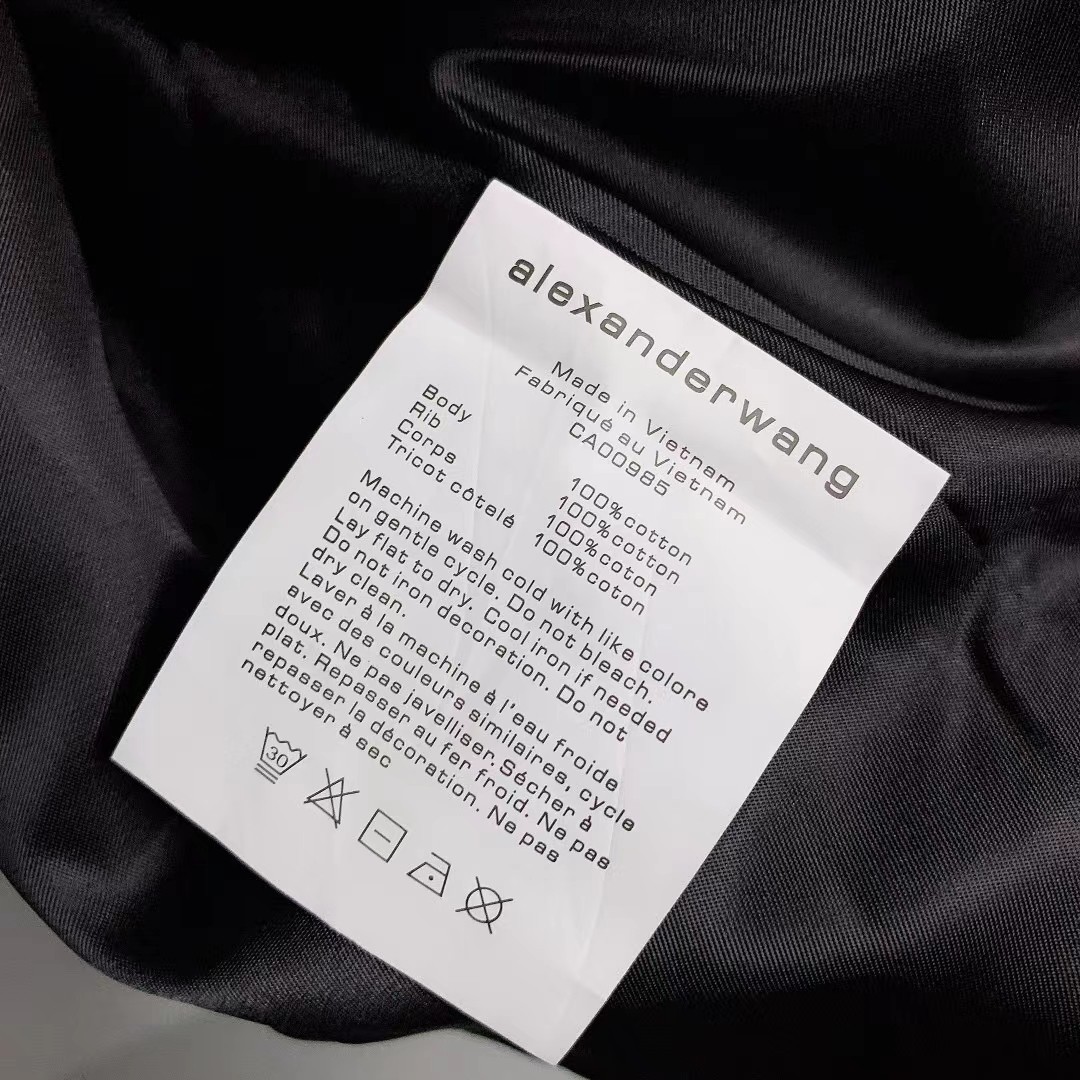 alexanderwang
Made in Vietnam
Fabriqué au Vietnam
CA00985
Body 100%cotton
Rib 100%cotton
Corps 100%coton
Tricot côtelé 100%coton
Machine wash cold with like colore
on gentle cycle. Do not bleach.
Lay flat to dry. Cool iron if needed
Do not iron decoration. Do not
dry clean.
Laver à la machine à l'eau froide
avec des couleurs similaires, cycle
doux. Ne pas javelliser. Sécher à
plat. Repasser au fer froid. Ne pas
repasser la décoration. Ne pas
nettoyer à sec
30